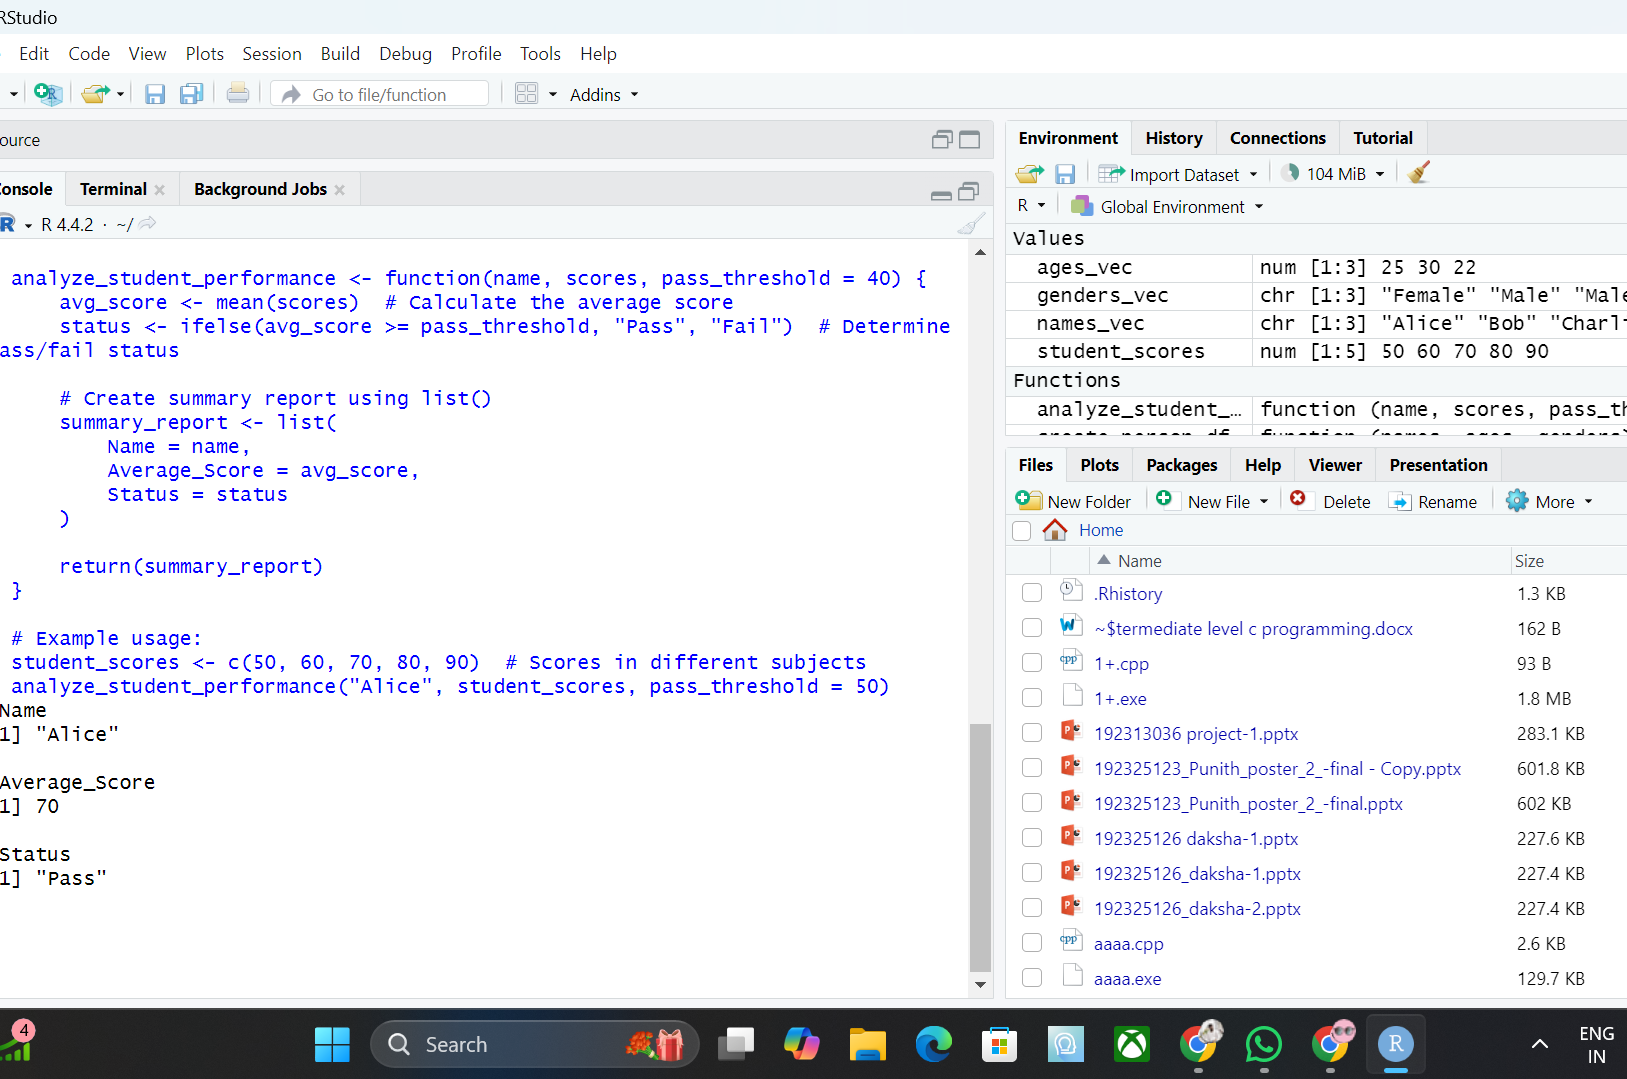 RStudio
Edit Code View Plots Session Build Debug Profile Tools Help
Go to file/function Addins
ource
onsole Terminal Background Jobs
R R 4.4.2 · ~/
analyze_student_performance <- function(name, scores, pass_threshold = 40) {
avg_score <- mean(scores)  # Calculate the average score
status <- ifelse(avg_score >= pass_threshold, "Pass", "Fail")  # Determine
ass/fail status
# Create summary report using list()
summary_report <- list(
Name = name,
Average_Score = avg_score,
Status = status
)
return(summary_report)
}
# Example usage:
student_scores <- c(50, 60, 70, 80, 90)  # Scores in different subjects
analyze_student_performance("Alice", student_scores, pass_threshold = 50)
Name
1] "Alice"
Average_Score
1] 70
Status
1] "Pass"
Environment History Connections Tutorial
Import Dataset 104 MiB
R Global Environment
Values
ages_vec num [1:3] 25 30 22
genders_vec chr [1:3] "Female" "Male" "Male
names_vec chr [1:3] "Alice" "Bob" "Charli
student_scores num [1:5] 50 60 70 80 90
Functions
analyze_student_… function (name, scores, pass_th
create_person_df function (names, ages, genders)
Files Plots Packages Help Viewer Presentation
New Folder New File Delete Rename More
Home
Name Size
.Rhistory 1.3 KB
~$termediate level c programming.docx 162 B
1+.cpp 93 B
1+.exe 1.8 MB
192313036 project-1.pptx 283.1 KB
192325123_Punith_poster_2_-final - Copy.pptx 601.8 KB
192325123_Punith_poster_2_-final.pptx 602 KB
192325126 daksha-1.pptx 227.6 KB
192325126_daksha-1.pptx 227.4 KB
192325126_daksha-2.pptx 227.4 KB
aaaa.cpp 2.6 KB
aaaa.exe 129.7 KB
4 Search R ENG
IN